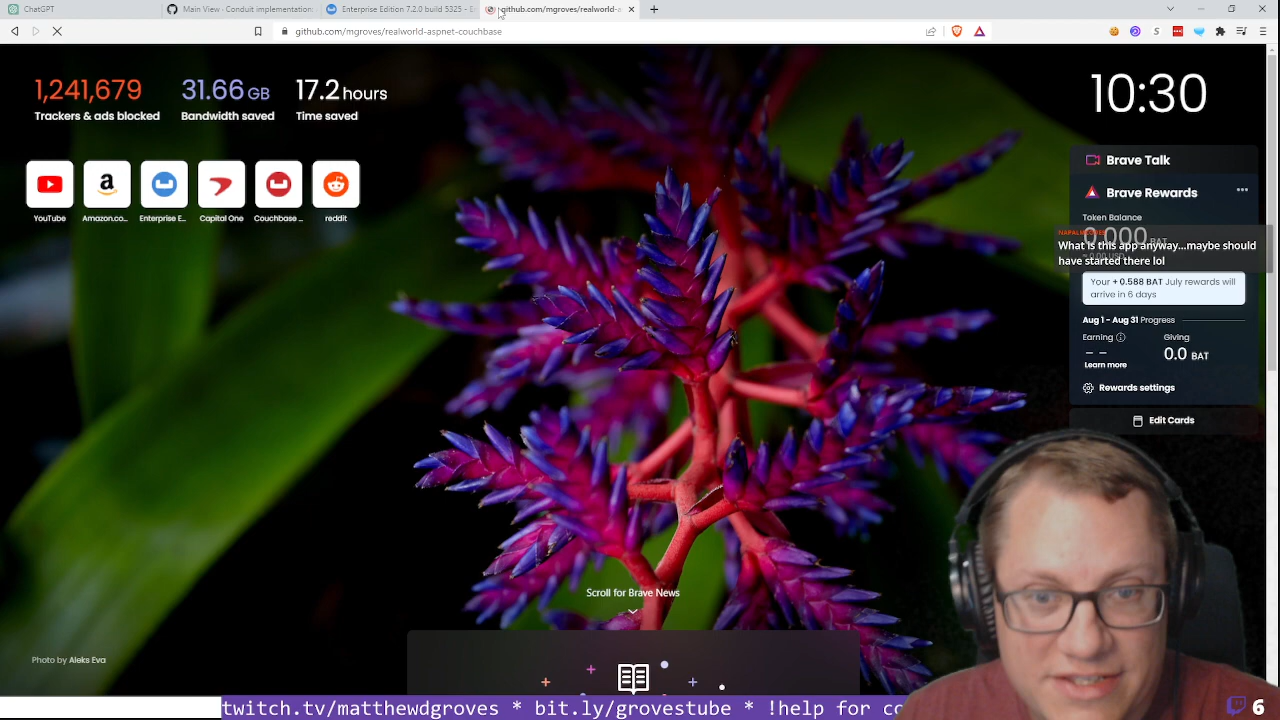 ChatGPT
Main View · Conduit implementation:
Enterprise Edition 7.2.0 build 5325 - E
github.com/mgroves/realworld-a
github.com/mgroves/realworld-aspnet-couchbase
1,241,679
Trackers & ads blocked
31.66 GB
Bandwidth saved
17.2 hours
Time saved
10:30
YouTube
Amazon.co...
Enterprise E...
Capital One
Couchbase ...
reddit
Brave Talk
Brave Rewards
Token Balance
BAT
What is this app anyway...maybe should
have started there lol
Your + 0.588 BAT July rewards will
arrive in 6 days
Aug 1 - Aug 31 Progress
Earning
Giving
- -
0.0 BAT
Learn more
Rewards settings
Edit Cards
Scroll for Brave News
Photo by Aleks Eva
twitch.tv/matthewdgroves * bit.ly/grovestube * !help for co
6